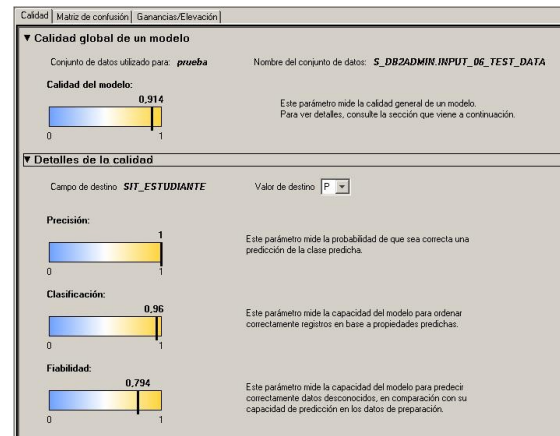 Calidad Matriz de confusión Ganancias/Elevación
▼ Calidad global de un modelo
Conjunto de datos utilizado para: prueba Nombre del conjunto de datos: S_DB2ADMIN.INPUT_06_TEST_DATA
Calidad del modelo:
0,914
0 1
Este parámetro mide la calidad general de un modelo.
Para ver detalles, consulte la sección que viene a continuación.
▼ Detalles de la calidad
Campo de destino SIT_ESTUDIANTE Valor de destino P
Precisión:
1
0 1
Este parámetro mide la probabilidad de que sea correcta una
predicción de la clase predicha.
Clasificación:
0,96
0 1
Este parámetro mide la capacidad del modelo para ordenar
correctamente registros en base a propiedades predichas.
Fiabilidad:
0,794
0 1
Este parámetro mide la capacidad del modelo para predecir
correctamente datos desconocidos, en comparación con su
capacidad de predicción en los datos de preparación.